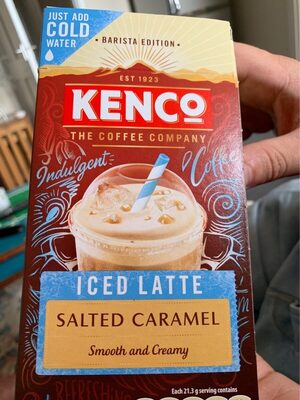 JUST ADD
COLD
WATER
• BARISTA EDITION •
EST 1923
KENCO
THE COFFEE COMPANY
Indulgent
Coffee
ICED LATTE
SALTED CARAMEL
Smooth and Creamy
Each 21.3 g serving contains